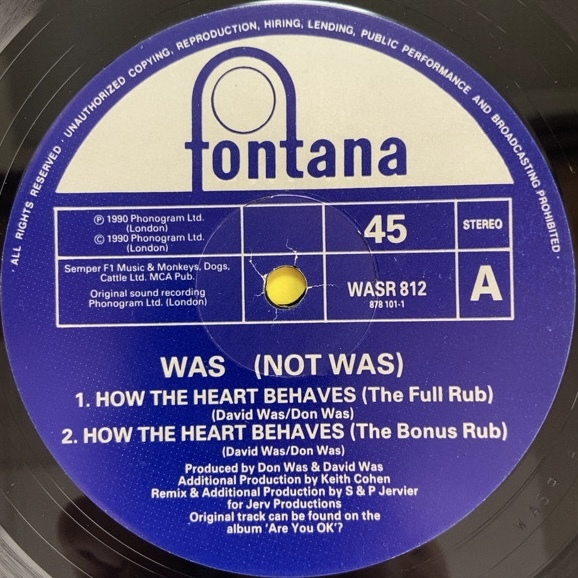 · ALL RIGHTS RESERVED · UNAUTHORIZED COPYING, REPRODUCTION, HIRING, LENDING, PUBLIC PERFORMANCE AND BROADCASTING PROHIBITED ·
fontana
℗ 1990 Phonogram Ltd.
(London)
© 1990 Phonogram Ltd.
(London)
45
STEREO
Semper F1 Music & Monkeys, Dogs,
Cattle Ltd. MCA Pub.
Original sound recording
Phonogram Ltd. (London)
WASR 812
878 101-1
A
WAS (NOT WAS)
1. HOW THE HEART BEHAVES (The Full Rub)
(David Was/Don Was)
2. HOW THE HEART BEHAVES (The Bonus Rub)
(David Was/Don Was)
Produced by Don Was & David Was
Additional Production by Keith Cohen
Remix & Additional Production by S & P Jervier
for Jerv Productions
Original track can be found on the
album 'Are You OK'?